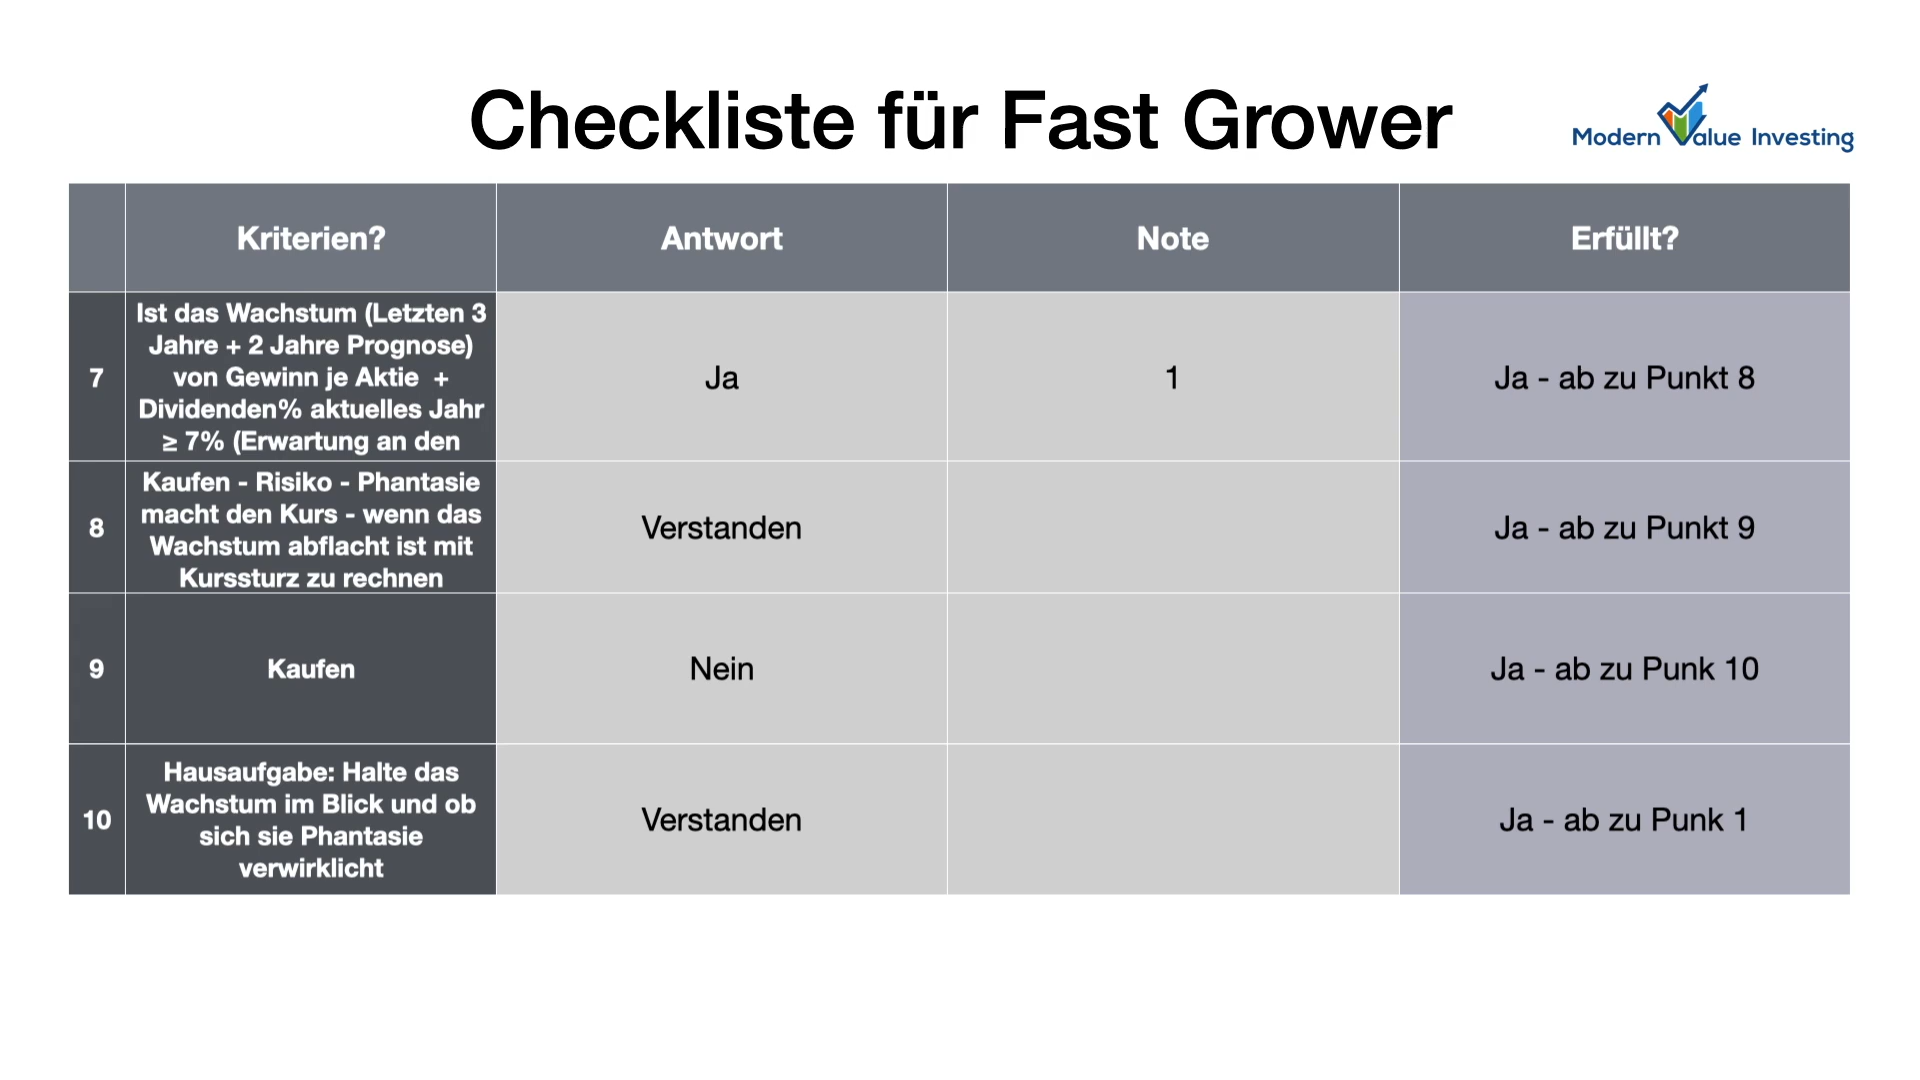 Checkliste für Fast Grower
Modern Value Investing
Kriterien?
Antwort
Note
Erfüllt?
7
Ist das Wachstum (Letzten 3
Jahre + 2 Jahre Prognose)
von Gewinn je Aktie +
Dividenden% aktuelles Jahr
≥ 7% (Erwartung an den
Ja
1
Ja - ab zu Punkt 8
8
Kaufen - Risiko - Phantasie
macht den Kurs - wenn das
Wachstum abflacht ist mit
Kurssturz zu rechnen
Verstanden
Ja - ab zu Punkt 9
9
Kaufen
Nein
Ja - ab zu Punk 10
10
Hausaufgabe: Halte das
Wachstum im Blick und ob
sich sie Phantasie
verwirklicht
Verstanden
Ja - ab zu Punk 1